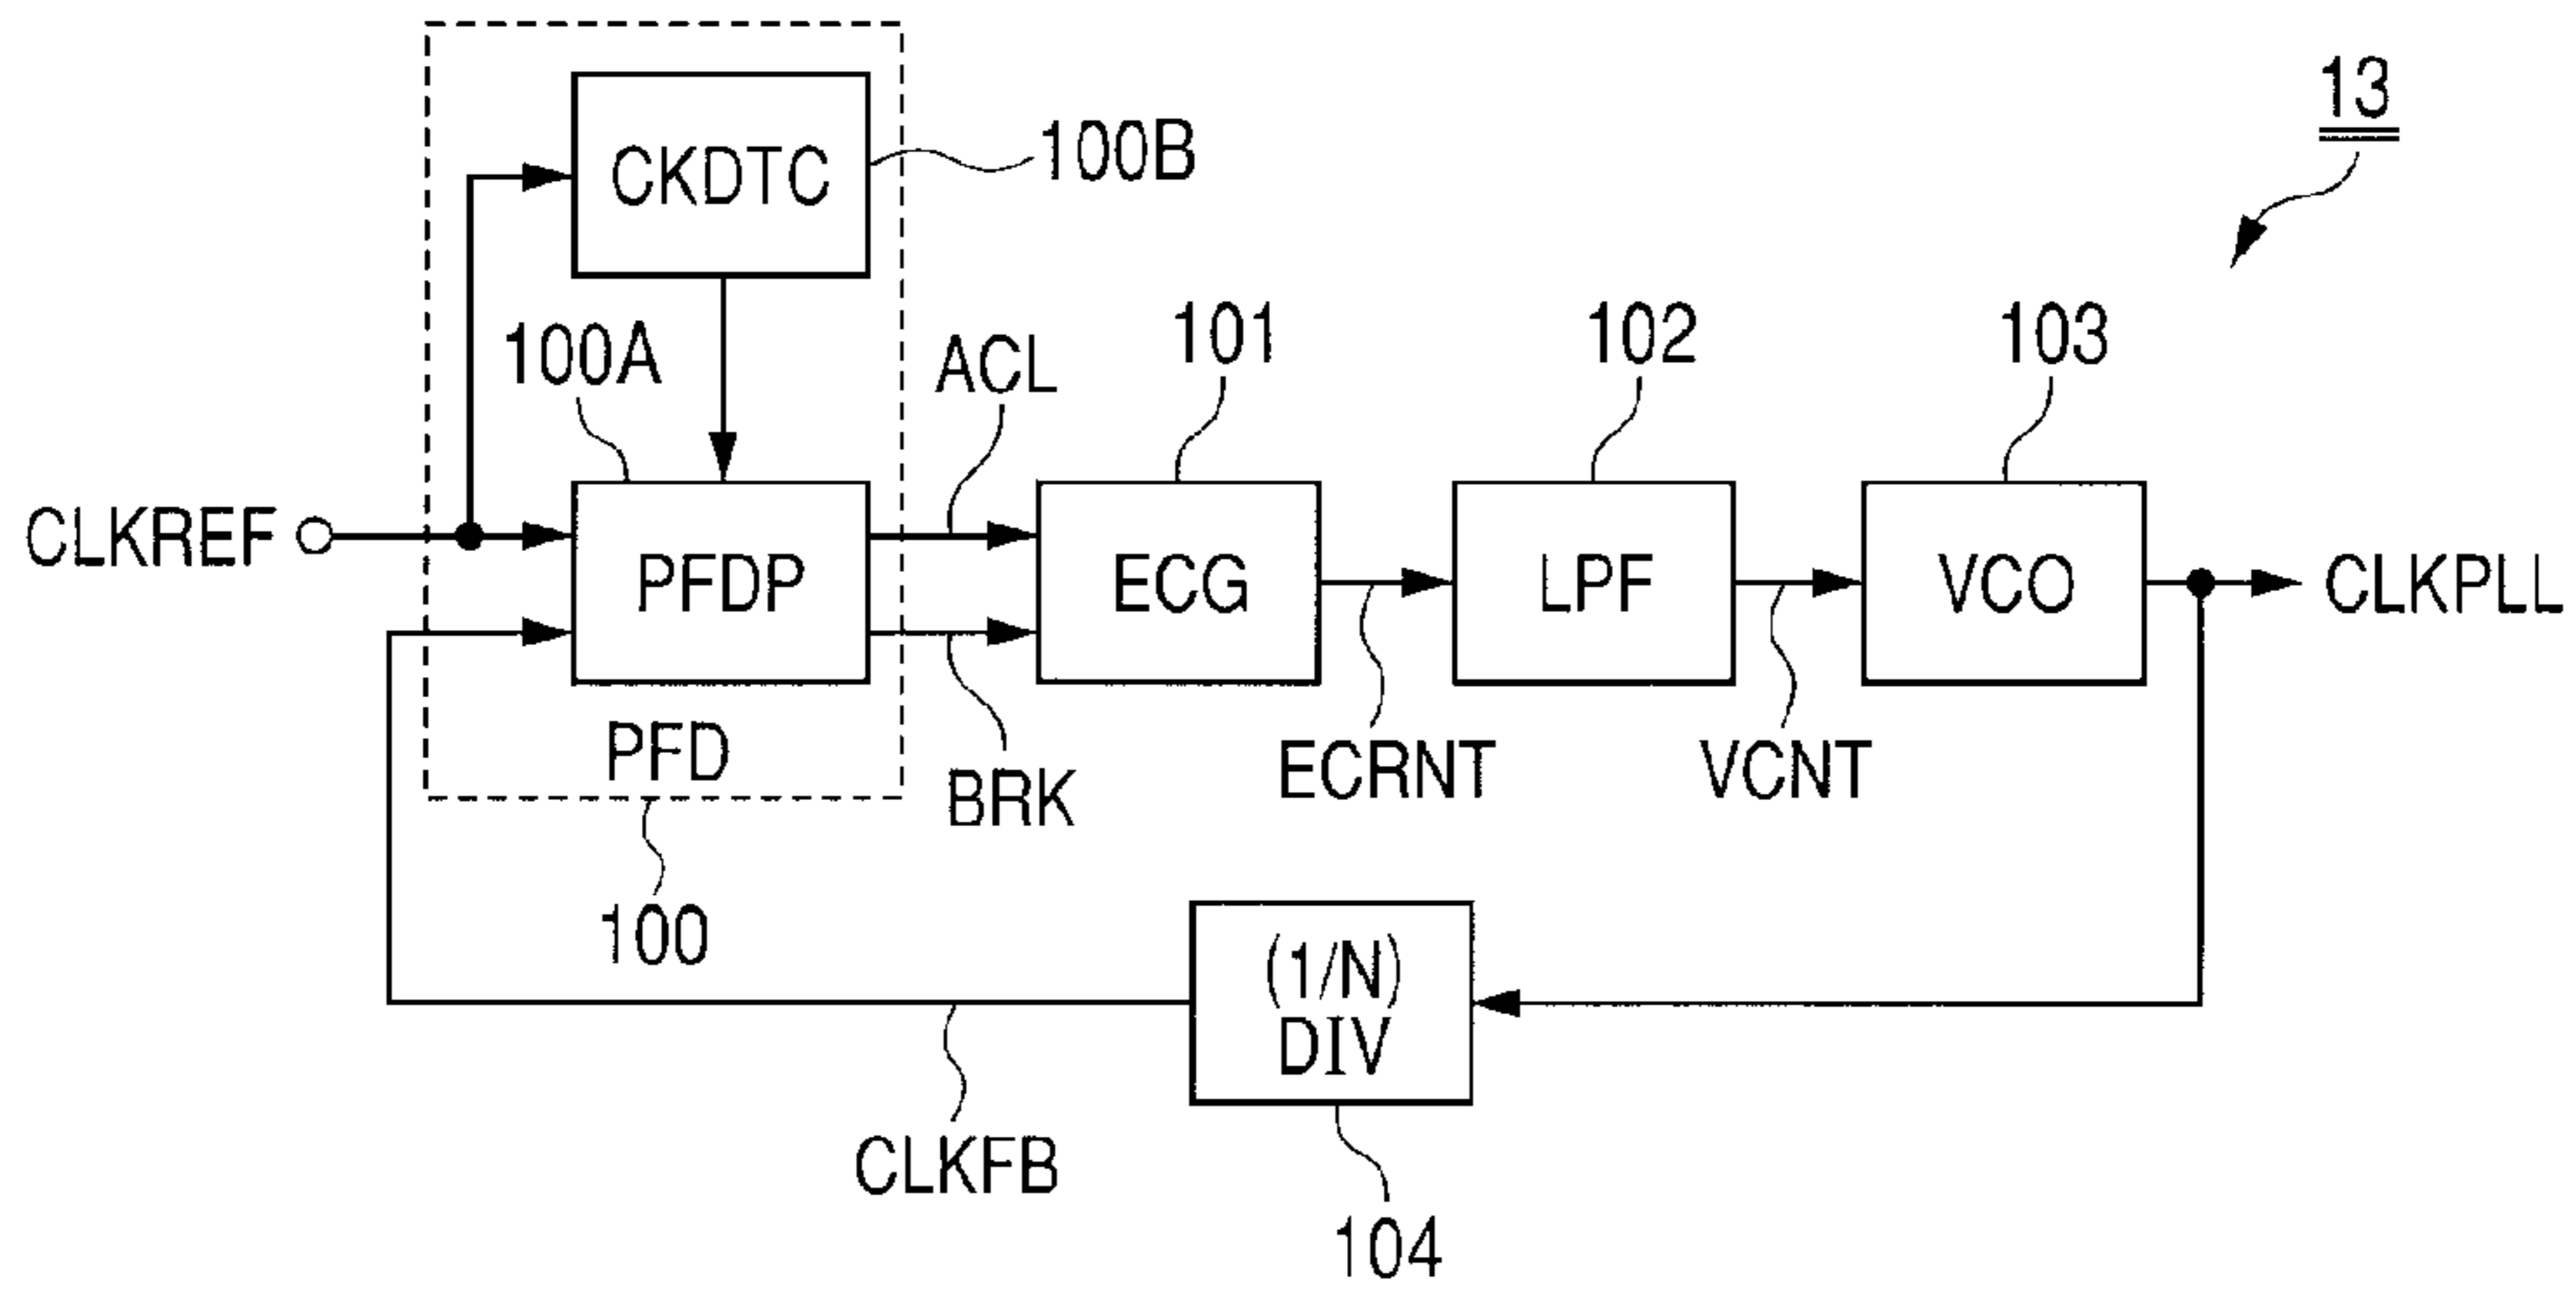 13
CKDTC
100B
100A
ACL
101
102
103
CLKREF
PFDP
ECG
LPF
VCO
CLKPLL
PFD
BRK
ECRNT
VCNT
100
(1/N)
DIV
CLKFB
104